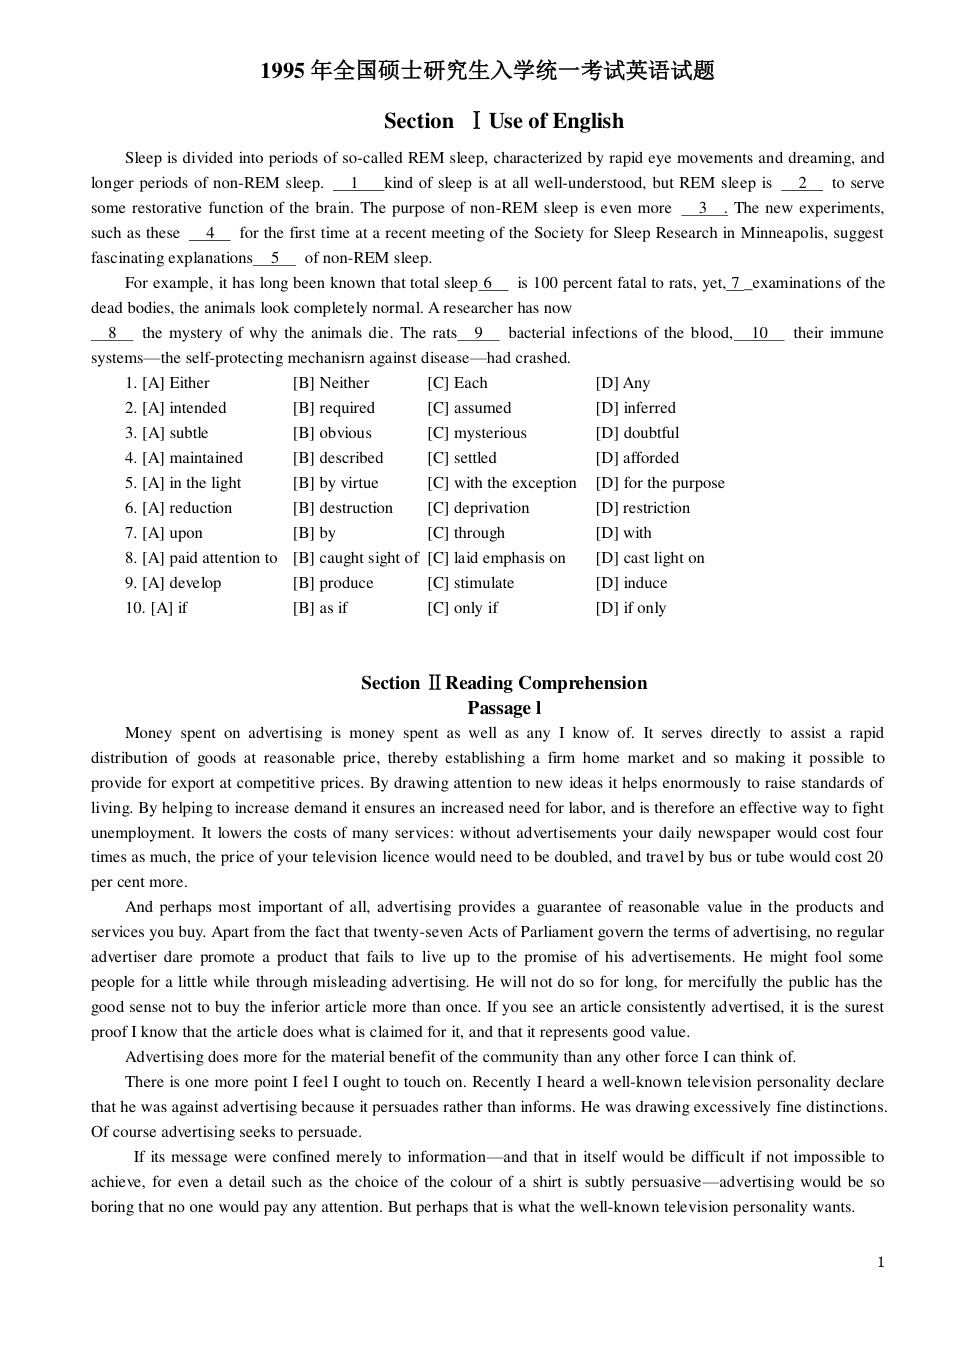 1995 年全国硕士研究生入学统一考试英语试题
Section Ⅰ Use of English
Sleep is divided into periods of so-called REM sleep, characterized by rapid eye movements and dreaming, and
longer periods of non-REM sleep. __1__kind of sleep is at all well-understood, but REM sleep is __2__ to serve
some restorative function of the brain. The purpose of non-REM sleep is even more __3__. The new experiments,
such as these __4__ for the first time at a recent meeting of the Society for Sleep Research in Minneapolis, suggest
fascinating explanations__5__ of non-REM sleep.
For example, it has long been known that total sleep_6__ is 100 percent fatal to rats, yet,_7__examinations of the
dead bodies, the animals look completely normal. A researcher has now
__8__ the mystery of why the animals die. The rats__9__ bacterial infections of the blood,__10__ their immune
systems—the self-protecting mechanisrn against disease—had crashed.
1. [A] Either [B] Neither [C] Each [D] Any
2. [A] intended [B] required [C] assumed [D] inferred
3. [A] subtle [B] obvious [C] mysterious [D] doubtful
4. [A] maintained [B] described [C] settled [D] afforded
5. [A] in the light [B] by virtue [C] with the exception [D] for the purpose
6. [A] reduction [B] destruction [C] deprivation [D] restriction
7. [A] upon [B] by [C] through [D] with
8. [A] paid attention to [B] caught sight of [C] laid emphasis on [D] cast light on
9. [A] develop [B] produce [C] stimulate [D] induce
10. [A] if [B] as if [C] only if [D] if only
Section Ⅱ Reading Comprehension
Passage l
Money spent on advertising is money spent as well as any I know of. It serves directly to assist a rapid
distribution of goods at reasonable price, thereby establishing a firm home market and so making it possible to
provide for export at competitive prices. By drawing attention to new ideas it helps enormously to raise standards of
living. By helping to increase demand it ensures an increased need for labor, and is therefore an effective way to fight
unemployment. It lowers the costs of many services: without advertisements your daily newspaper would cost four
times as much, the price of your television licence would need to be doubled, and travel by bus or tube would cost 20
per cent more.
And perhaps most important of all, advertising provides a guarantee of reasonable value in the products and
services you buy. Apart from the fact that twenty-seven Acts of Parliament govern the terms of advertising, no regular
advertiser dare promote a product that fails to live up to the promise of his advertisements. He might fool some
people for a little while through misleading advertising. He will not do so for long, for mercifully the public has the
good sense not to buy the inferior article more than once. If you see an article consistently advertised, it is the surest
proof I know that the article does what is claimed for it, and that it represents good value.
Advertising does more for the material benefit of the community than any other force I can think of.
There is one more point I feel I ought to touch on. Recently I heard a well-known television personality declare
that he was against advertising because it persuades rather than informs. He was drawing excessively fine distinctions.
Of course advertising seeks to persuade.
If its message were confined merely to information—and that in itself would be difficult if not impossible to
achieve, for even a detail such as the choice of the colour of a shirt is subtly persuasive—advertising would be so
boring that no one would pay any attention. But perhaps that is what the well-known television personality wants.
1